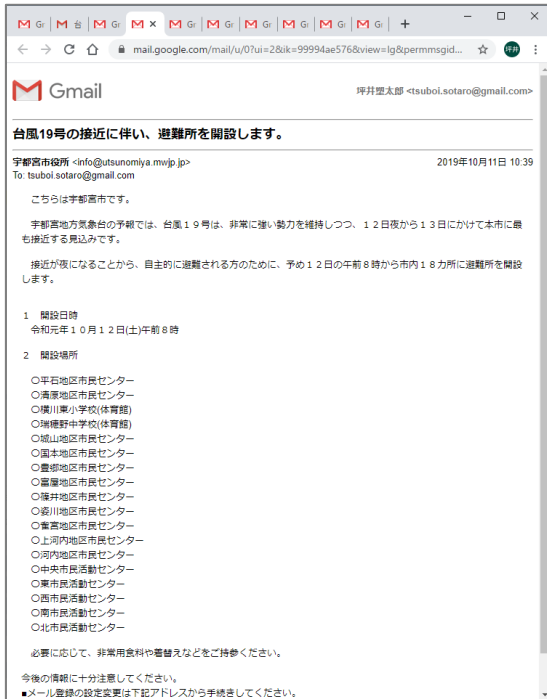 Gr
台
Gr
M
Gr
Gr
Gr
Gr
Gr
Gr
mail.google.com/mail/u/0?ui=2&ik=99994ae576&view=lg&permmsgid...
坪井
Gmail
坪井塑太郎 <tsuboi.sotaro@gmail.com>
台風19号の接近に伴い、避難所を開設します。
宇都宮市役所 <info@utsunomiya.mwjp.jp>
2019年10月11日 10:39
To: tsuboi.sotaro@gmail.com
こちらは宇都宮市です。
宇都宮地方気象台の予報では、台風１９号は、非常に強い勢力を維持しつつ、１２日夜から１３日にかけて本市に最
も接近する見込みです。
接近が夜になることから、自主的に避難される方のために、予め１２日の午前８時から市内１８カ所に避難所を開設
します。
１　開設日時
令和元年１０月１２日(土)午前８時
２　開設場所
○平石地区市民センター
○清原地区市民センター
○横川東小学校(体育館)
○瑞穂野中学校(体育館)
○城山地区市民センター
○国本地区市民センター
○豊郷地区市民センター
○富屋地区市民センター
○篠井地区市民センター
○姿川地区市民センター
○雀宮地区市民センター
○上河内地区市民センター
○河内地区市民センター
○中央市民活動センター
○東市民活動センター
○西市民活動センター
○南市民活動センター
○北市民活動センター
必要に応じて、非常用食料や着替えなどをご持参ください。
今後の情報に十分注意してください。
■メール登録の設定変更は下記アドレスから手続きしてください。